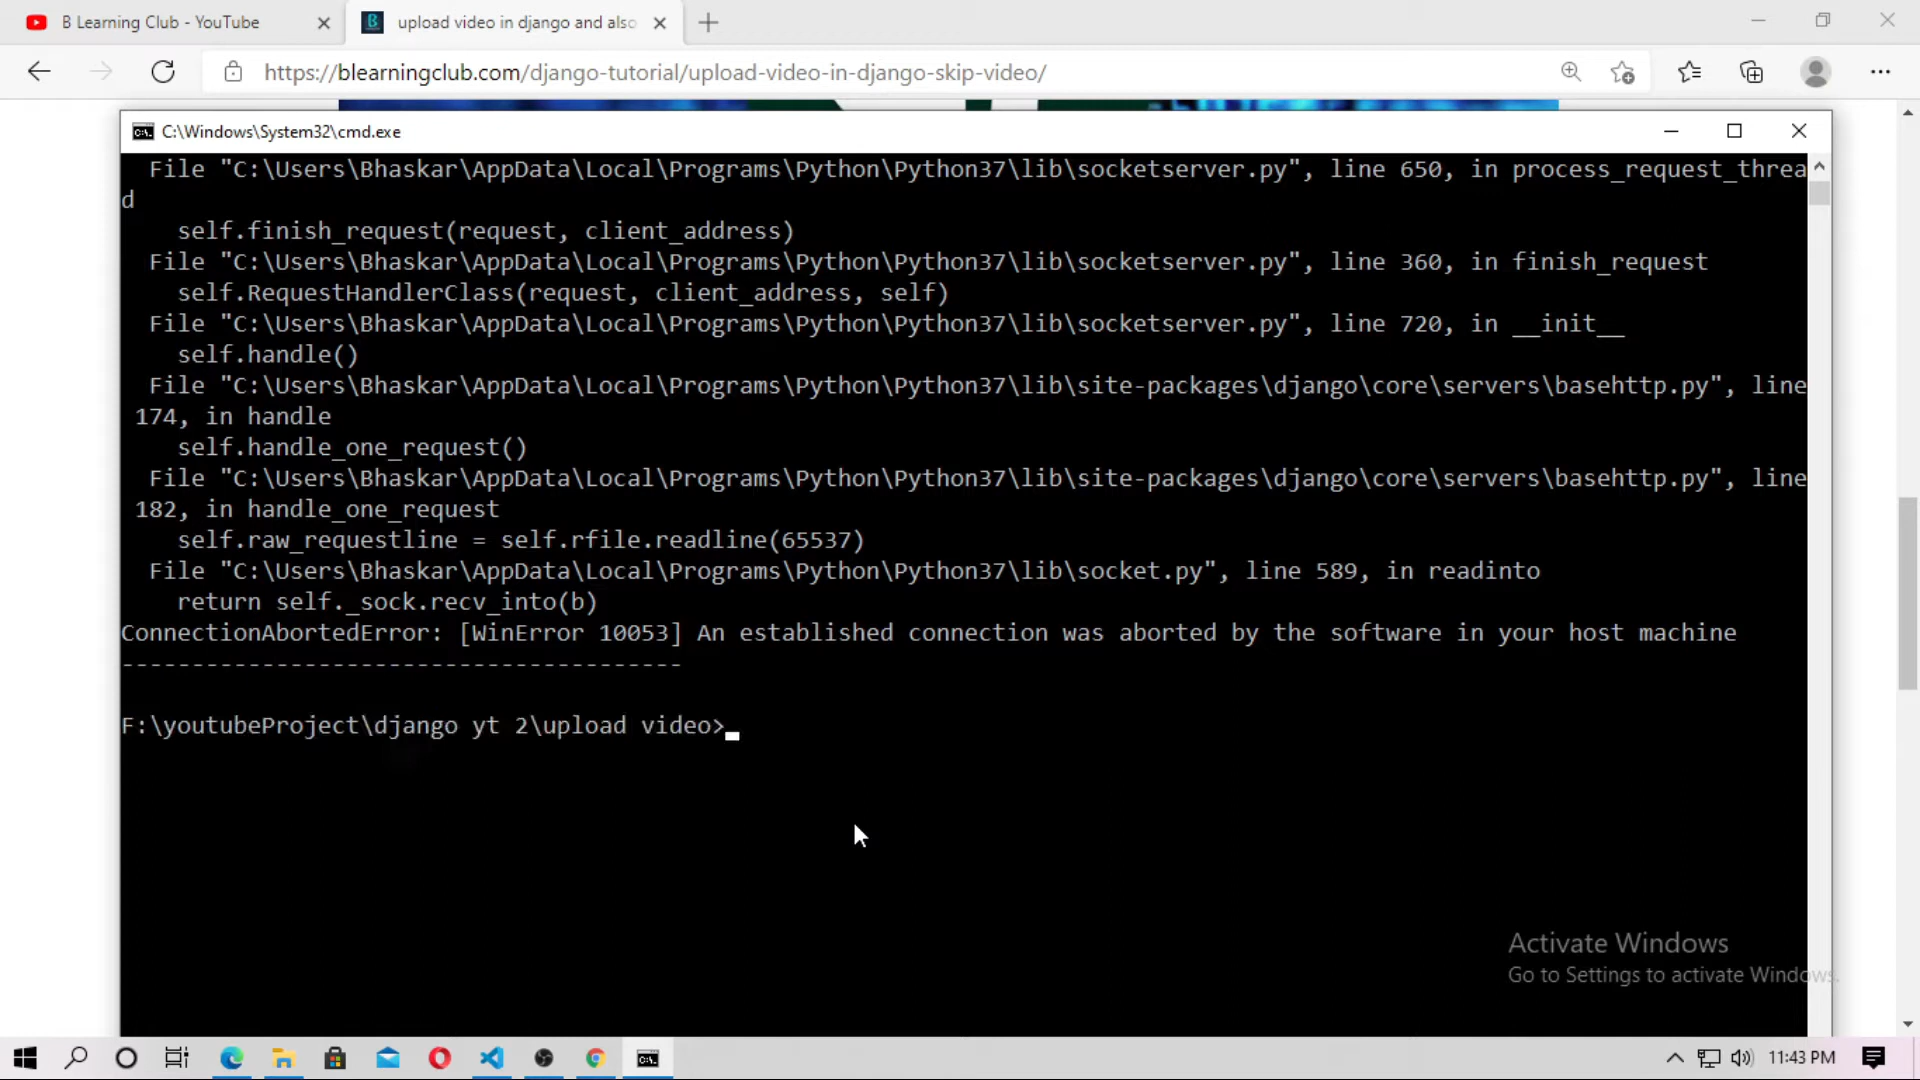 B Learning Club - YouTube
upload video in django and also
https://blearningclub.com/django-tutorial/upload-video-in-django-skip-video/
C:\Windows\System32\cmd.exe
File "C:\Users\Bhaskar\AppData\Local\Programs\Python\Python37\lib\socketserver.py", line 650, in process_request_threa
d
self.finish_request(request, client_address)
File "C:\Users\Bhaskar\AppData\Local\Programs\Python\Python37\lib\socketserver.py", line 360, in finish_request
self.RequestHandlerClass(request, client_address, self)
File "C:\Users\Bhaskar\AppData\Local\Programs\Python\Python37\lib\socketserver.py", line 720, in __init__
self.handle()
File "C:\Users\Bhaskar\AppData\Local\Programs\Python\Python37\lib\site-packages\django\core\servers\basehttp.py", line
174, in handle
self.handle_one_request()
File "C:\Users\Bhaskar\AppData\Local\Programs\Python\Python37\lib\site-packages\django\core\servers\basehttp.py", line
182, in handle_one_request
self.raw_requestline = self.rfile.readline(65537)
File "C:\Users\Bhaskar\AppData\Local\Programs\Python\Python37\lib\socket.py", line 589, in readinto
return self._sock.recv_into(b)
ConnectionAbortedError: [WinError 10053] An established connection was aborted by the software in your host machine
----------------------------------------
F:\youtubeProject\django yt 2\upload video>
Activate Windows
Go to Settings to activate Windows.
11:43 PM